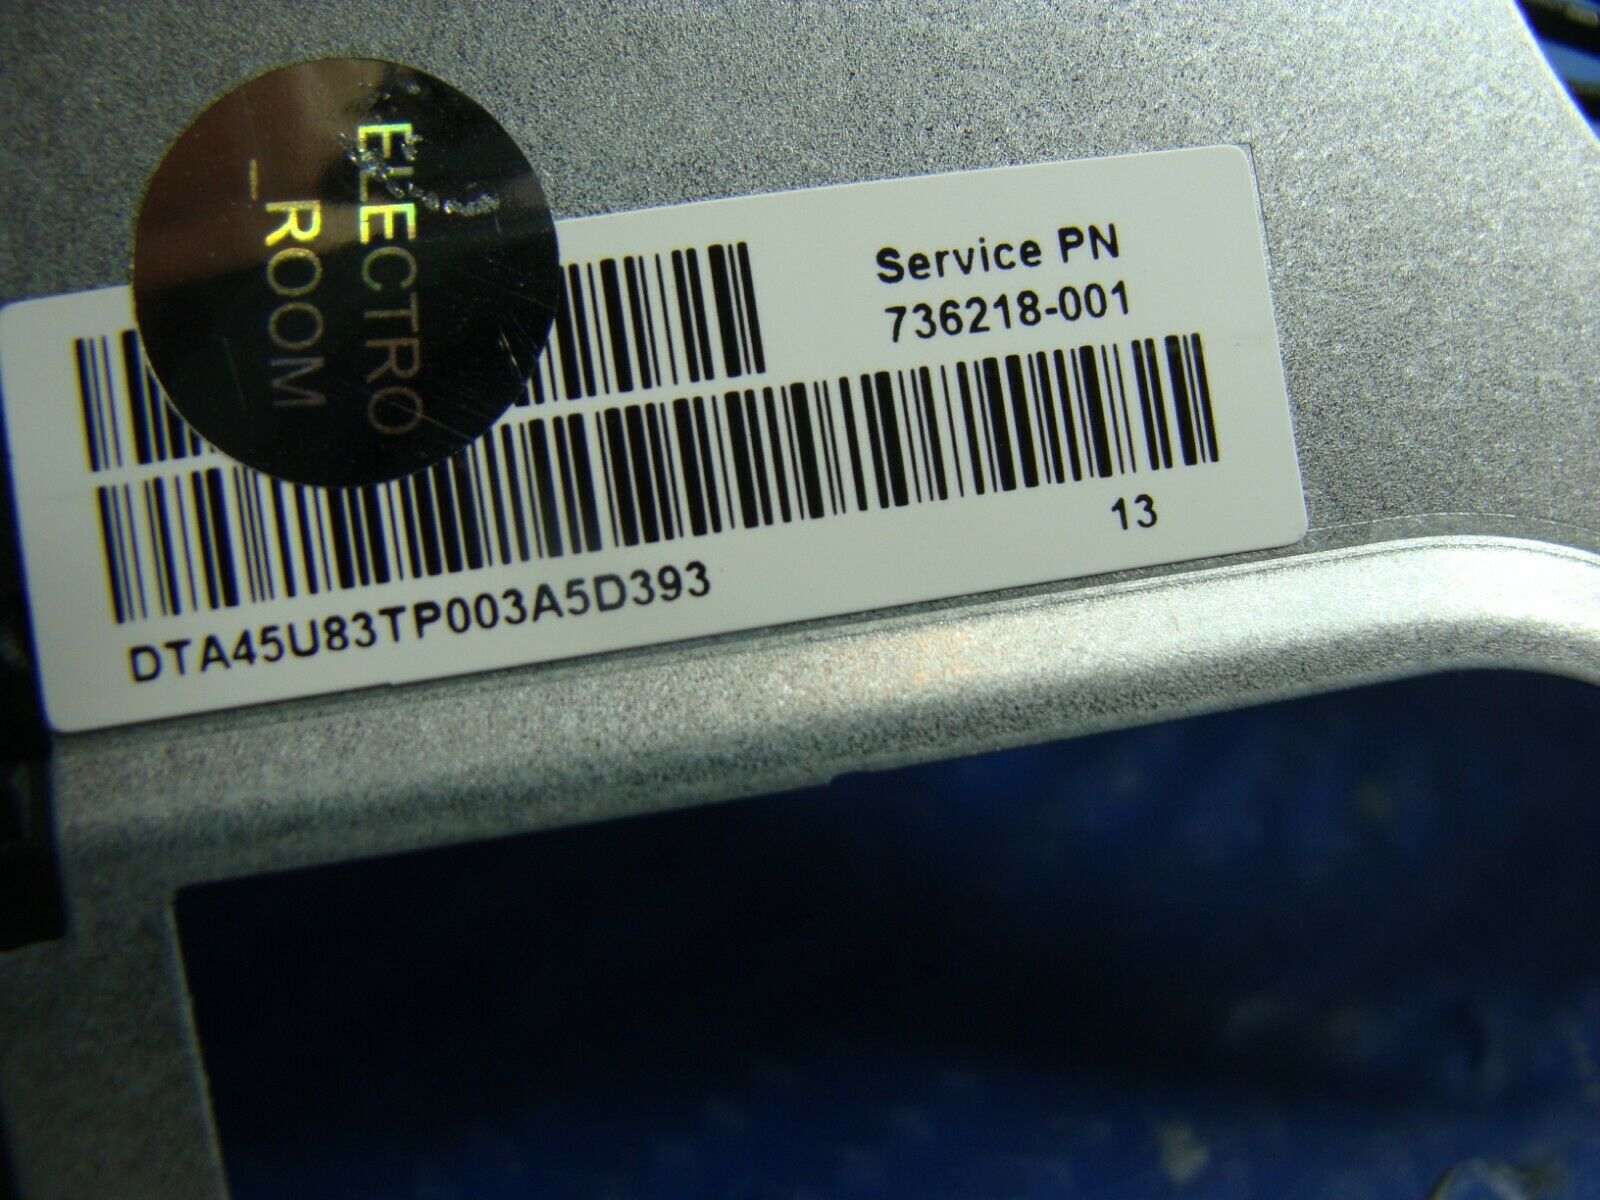 ELECTRO
ROOM
Service PN
736218-001
13
DTA45U83TP003A5D393